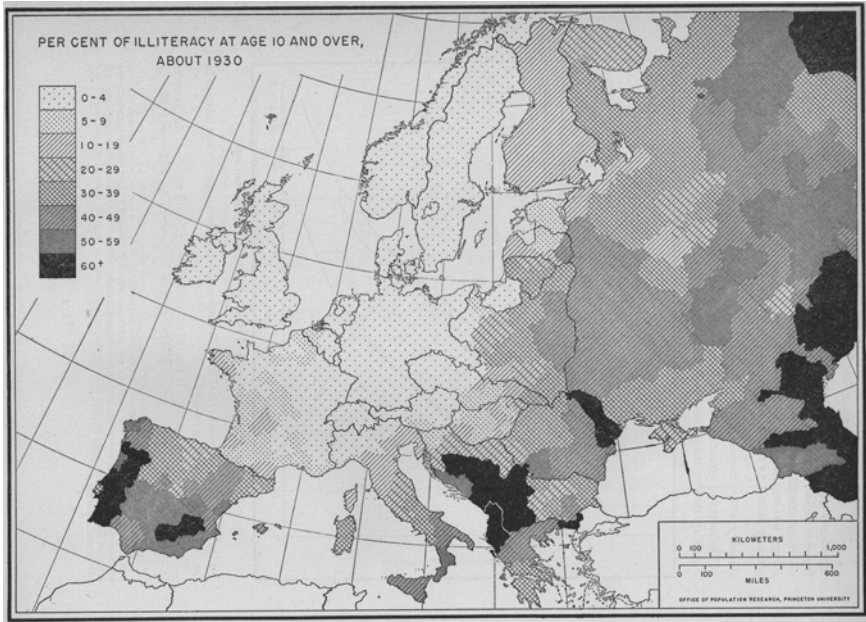 PER CENT OF ILLITERACY AT AGE 10 AND OVER,
ABOUT 1930
0-4
5-9
10-19
20-29
30-39
40-49
50-59
60+
KILOMETERS
0 100 1,000
0 100 600
MILES
OFFICE OF POPULATION RESEARCH, PRINCETON UNIVERSITY